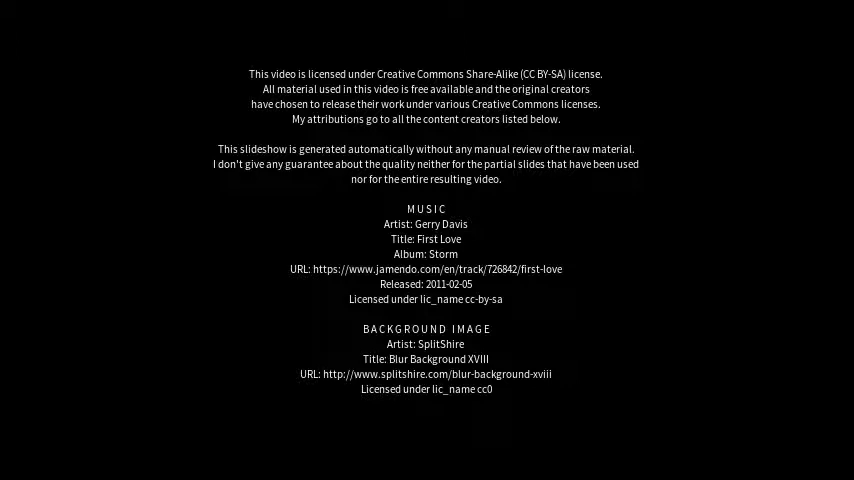 This video is licensed under Creative Commons Share-Alike (CC BY-SA) license.
All material used in this video is free available and the original creators
have chosen to release their work under various Creative Commons licenses.
My attributions go to all the content creators listed below.
This slideshow is generated automatically without any manual review of the raw material.
I don't give any guarantee about the quality neither for the partial slides that have been used
nor for the entire resulting video.
MUSIC
Artist: Gerry Davis
Title: First Love
Album: Storm
URL: https://www.jamendo.com/en/track/726842/first-love
Released: 2011-02-05
Licensed under lic_name cc-by-sa
BACKGROUND IMAGE
Artist: SplitShire
Title: Blur Background XVIII
URL: http://www.splitshire.com/blur-background-xviii
Licensed under lic_name cc0